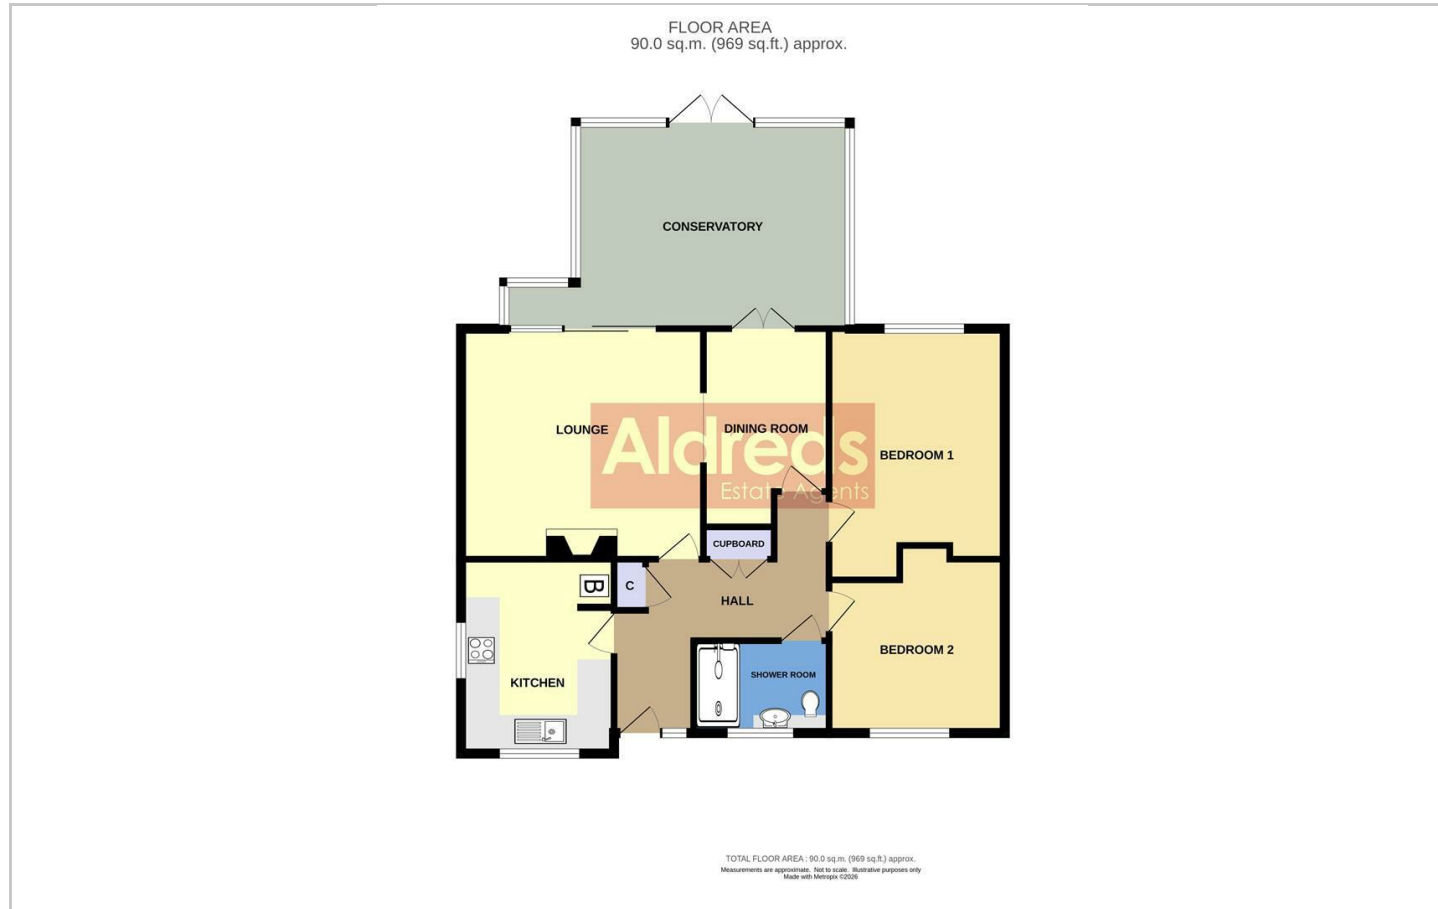 FLOOR AREA
90.0 sq.m. (969 sq.ft.) approx.
CONSERVATORY
LOUNGE
DINING ROOM
Aldreds
Estate Agents
BEDROOM 1
CUPBOARD
B
C
HALL
KITCHEN
SHOWER ROOM
BEDROOM 2
TOTAL FLOOR AREA : 90.0 sq.m. (969 sq.ft.) approx.
Measurements are approximate. Not to scale. Illustrative purposes only
Made with Metropix ©2026